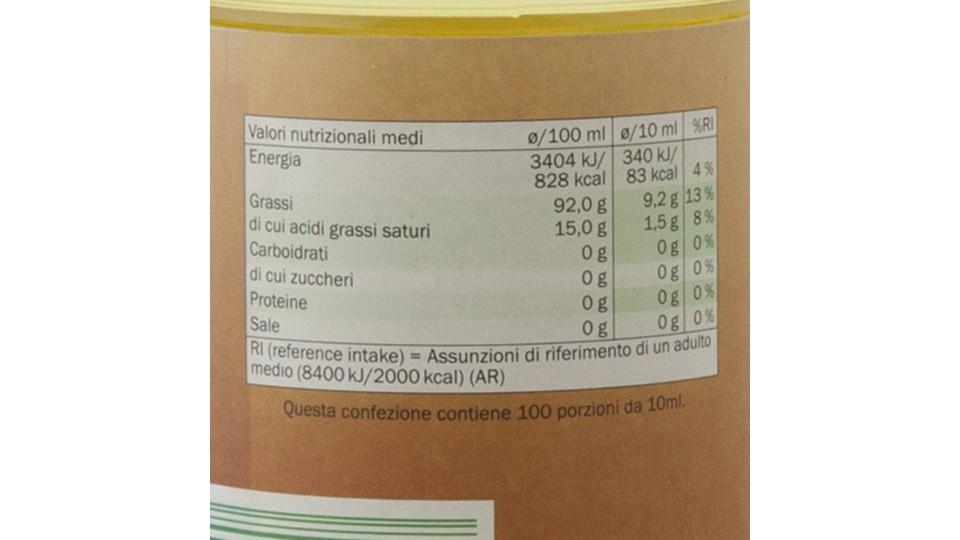 Valori nutrizionali medi ø/100 ml ø/10 ml %RI
Energia 3404 kJ/ 340 kJ/
828 kcal 83 kcal 4 %
Grassi 92,0 g 9,2 g 13 %
di cui acidi grassi saturi 15,0 g 1,5 g 8 %
Carboidrati 0 g 0 g 0 %
di cui zuccheri 0 g 0 g 0 %
Proteine 0 g 0 g 0 %
Sale 0 g 0 g 0 %
RI (reference intake) = Assunzioni di riferimento di un adulto
medio (8400 kJ/2000 kcal) (AR)
Questa confezione contiene 100 porzioni da 10ml.